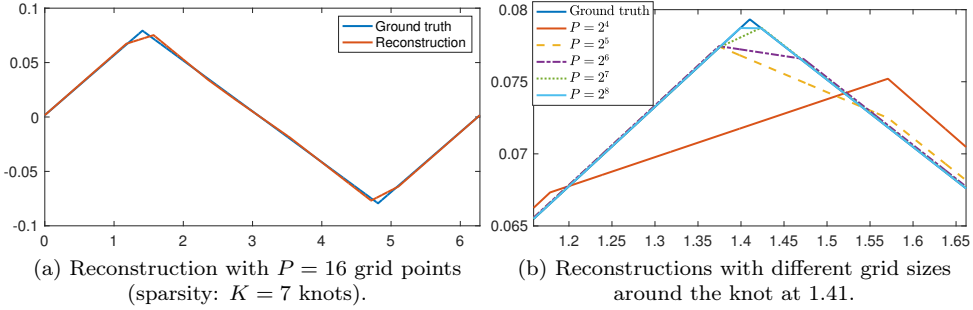 Ground truth
Reconstruction
0.05
0
-0.05
-0.1
0 1 2 3 4 5 6
(a) Reconstruction with P = 16 grid points
(sparsity: K = 7 knots).
0.08
0.075
0.07
0.065
Ground truth
P = 2^4
P = 2^5
P = 2^6
P = 2^7
P = 2^8
1.2 1.25 1.3 1.35 1.4 1.45 1.5 1.55 1.6 1.65
(b) Reconstructions with different grid sizes
around the knot at 1.41.